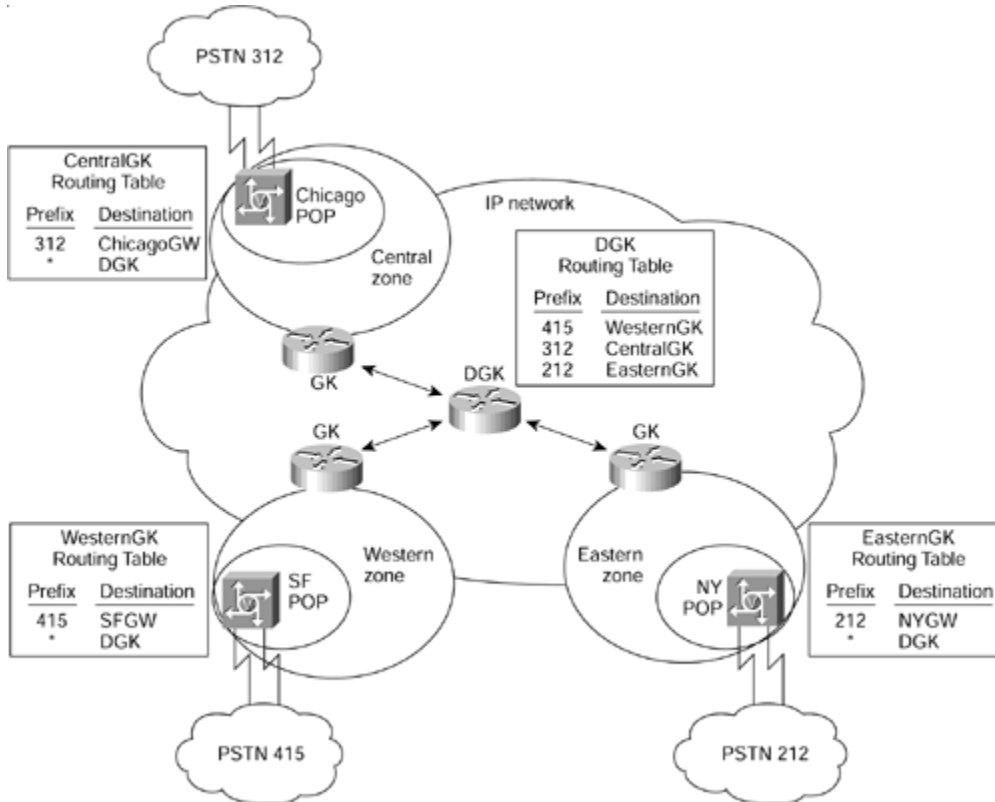 PSTN 312
CentralGK
Routing Table
Prefix Destination
312 ChicagoGW
* DGK
Chicago
POP
Central
zone
IP network
DGK
Routing Table
Prefix Destination
415 WesternGK
312 CentralGK
212 EasternGK
GK
DGK
GK
GK
WesternGK
Routing Table
Prefix Destination
415 SFGW
* DGK
SF
POP
Western
zone
Eastern
zone
NY
POP
EasternGK
Routing Table
Prefix Destination
212 NYGW
* DGK
PSTN 415
PSTN 212